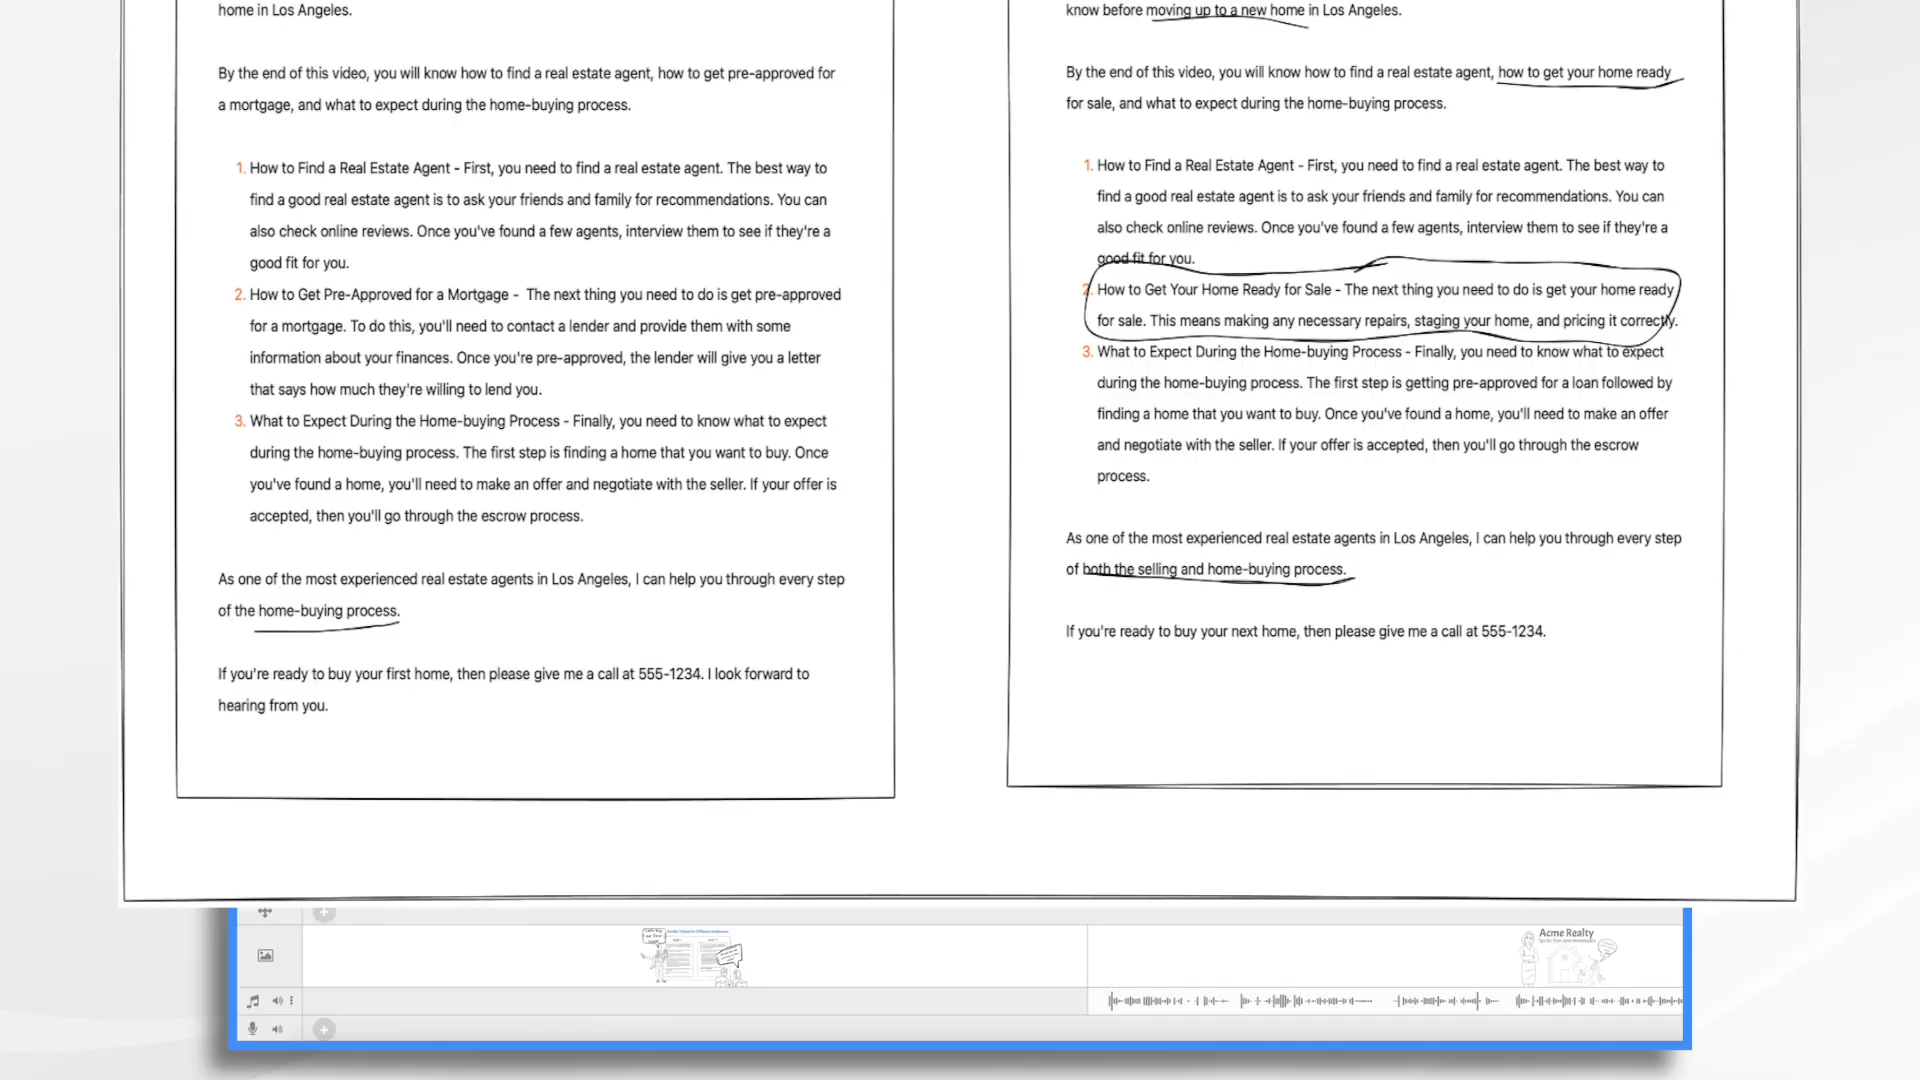 home in Los Angeles.
By the end of this video, you will know how to find a real estate agent, how to get pre-approved for
a mortgage, and what to expect during the home-buying process.
1. How to Find a Real Estate Agent - First, you need to find a real estate agent. The best way to
find a good real estate agent is to ask your friends and family for recommendations. You can
also check online reviews. Once you've found a few agents, interview them to see if they're a
good fit for you.
2. How to Get Pre-Approved for a Mortgage - The next thing you need to do is get pre-approved
for a mortgage. To do this, you'll need to contact a lender and provide them with some
information about your finances. Once you're pre-approved, the lender will give you a letter
that says how much they're willing to lend you.
3. What to Expect During the Home-buying Process - Finally, you need to know what to expect
during the home-buying process. The first step is finding a home that you want to buy. Once
you've found a home, you'll need to make an offer and negotiate with the seller. If your offer is
accepted, then you'll go through the escrow process.
As one of the most experienced real estate agents in Los Angeles, I can help you through every step
of the home-buying process.
If you're ready to buy your first home, then please give me a call at 555-1234. I look forward to
hearing from you.
know before moving up to a new home in Los Angeles.
By the end of this video, you will know how to find a real estate agent, how to get your home ready
for sale, and what to expect during the home-buying process.
1. How to Find a Real Estate Agent - First, you need to find a real estate agent. The best way to
find a good real estate agent is to ask your friends and family for recommendations. You can
also check online reviews. Once you've found a few agents, interview them to see if they're a
good fit for you.
2. How to Get Your Home Ready for Sale - The next thing you need to do is get your home ready
for sale. This means making any necessary repairs, staging your home, and pricing it correctly.
3. What to Expect During the Home-buying Process - Finally, you need to know what to expect
during the home-buying process. The first step is getting pre-approved for a loan followed by
finding a home that you want to buy. Once you've found a home, you'll need to make an offer
and negotiate with the seller. If your offer is accepted, then you'll go through the escrow
process.
As one of the most experienced real estate agents in Los Angeles, I can help you through every step
of both the selling and home-buying process.
If you're ready to buy your next home, then please give me a call at 555-1234.
Acme Realty